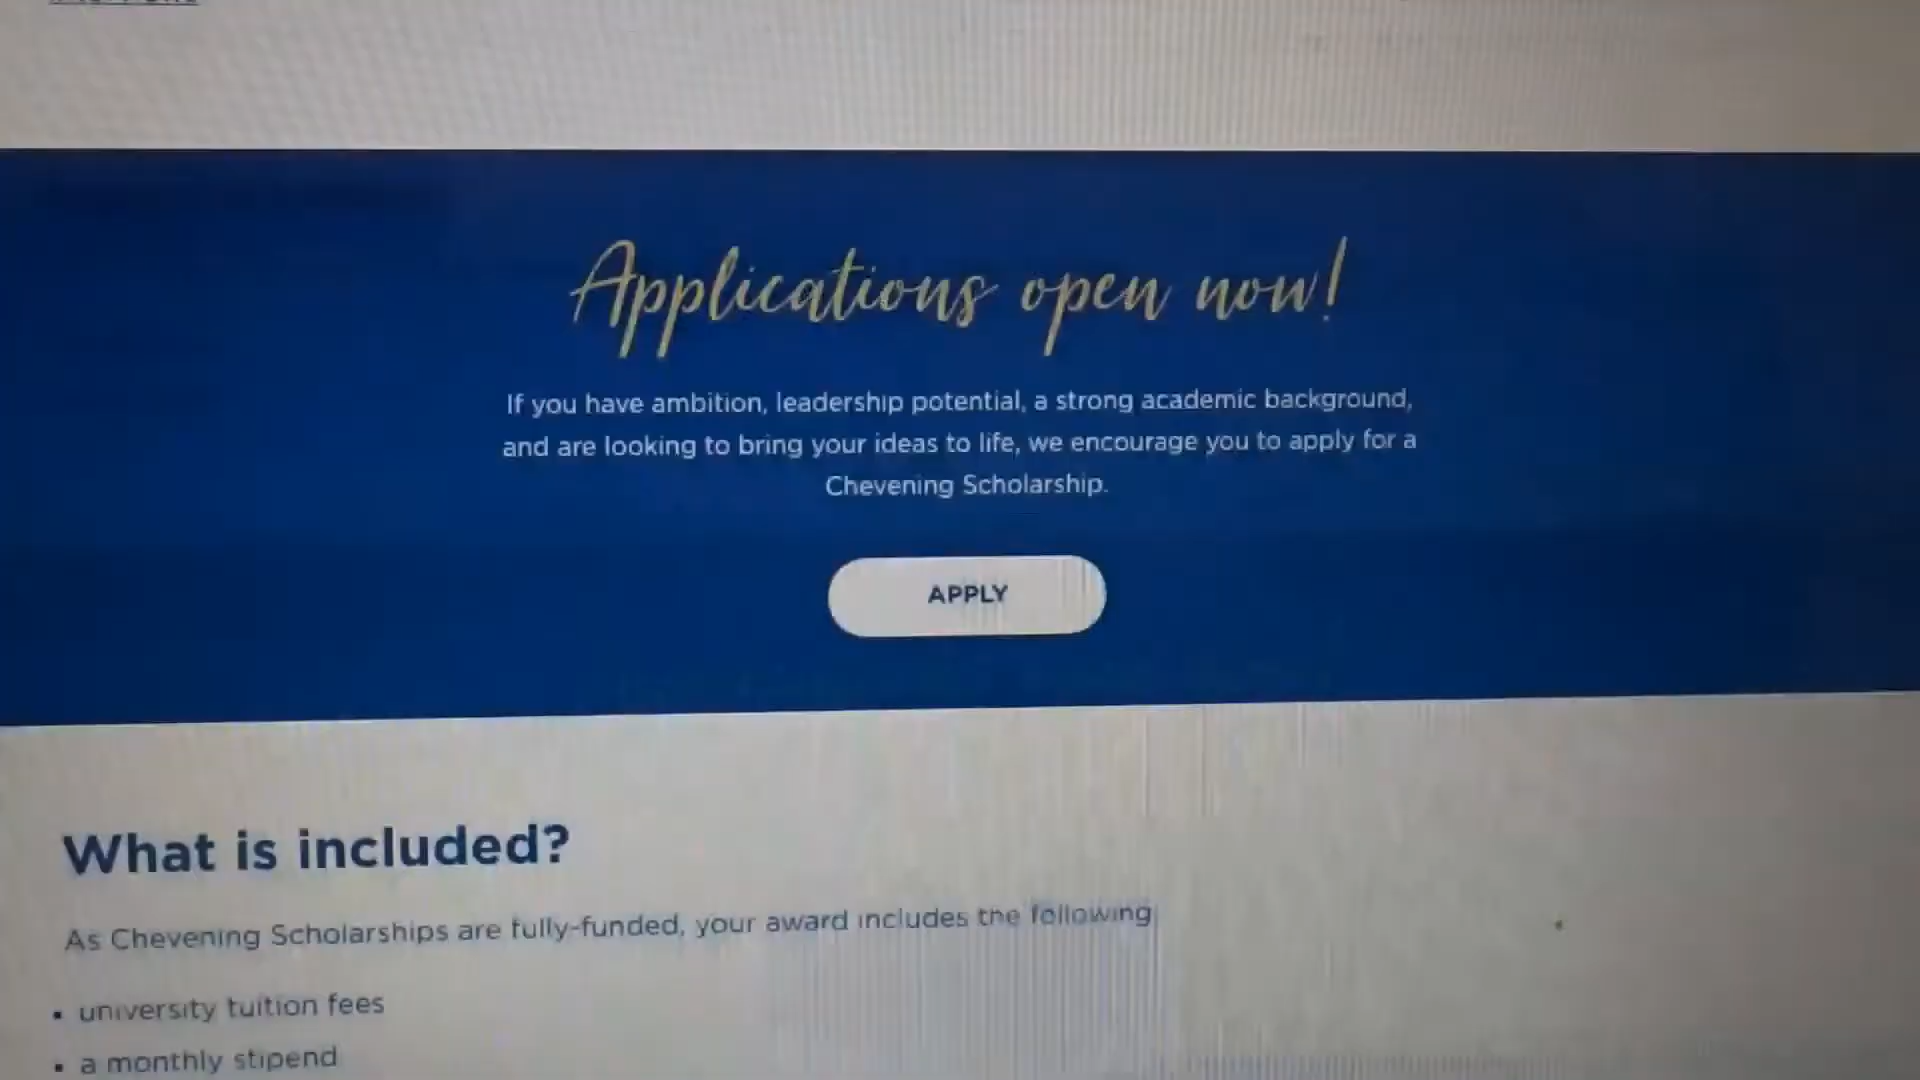 Applications open now!
If you have ambition, leadership potential, a strong academic background,
and are looking to bring your ideas to life, we encourage you to apply for a
Chevening Scholarship.
APPLY
What is included?
As Chevening Scholarships are fully-funded, your award includes the following:
• university tuition fees
• a monthly stipend